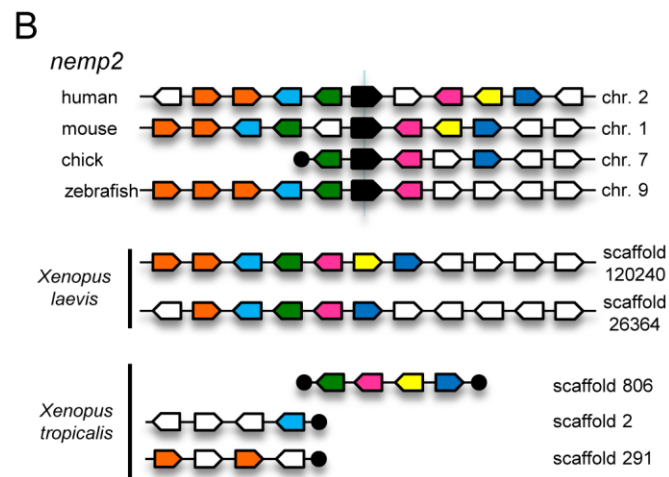 B
nemp2
human chr. 2
mouse chr. 1
chick chr. 7
zebrafish chr. 9
Xenopus
laevis
scaffold
120240
scaffold
26364
Xenopus
tropicalis
scaffold 806
scaffold 2
scaffold 291